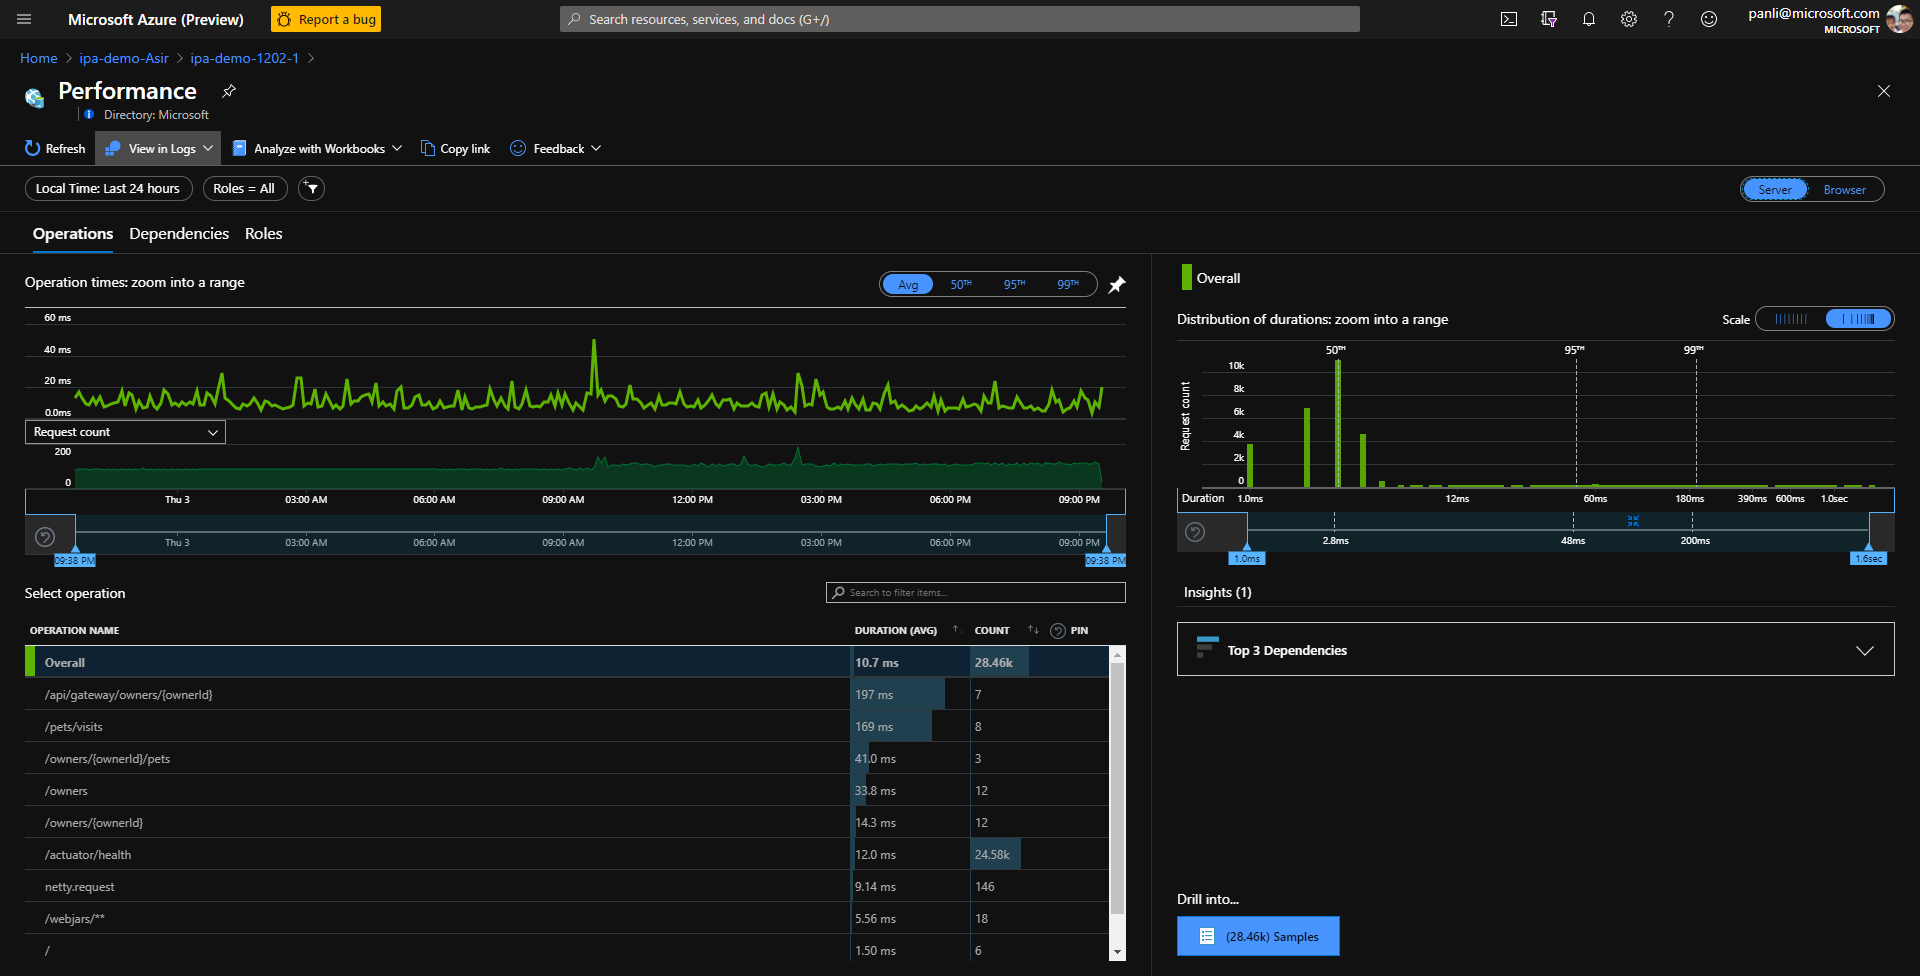 Microsoft Azure (Preview)
Report a bug
Search resources, services, and docs (G+/)
panli@microsoft.com
MICROSOFT
Home > ipa-demo-Asir > ipa-demo-1202-1 >
Performance
Directory: Microsoft
Refresh
View in Logs
Analyze with Workbooks
Copy link
Feedback
Local Time: Last 24 hours
Roles = All
Server
Browser
Operations
Dependencies
Roles
Operation times: zoom into a range
Avg
50TH
95TH
99TH
60 ms
40 ms
20 ms
0.0ms
Request count
200
0
Thu 3
03:00 AM
06:00 AM
09:00 AM
12:00 PM
03:00 PM
06:00 PM
09:00 PM
Thu 3
03:00 AM
06:00 AM
09:00 AM
12:00 PM
03:00 PM
06:00 PM
09:00 PM
09:38 PM
09:38 PM
Select operation
Search to filter items...
OPERATION NAME
DURATION (AVG)
COUNT
PIN
Overall 10.7 ms 28.46k
/api/gateway/owners/{ownerId} 197 ms 7
/pets/visits 169 ms 8
/owners/{ownerId}/pets 41.0 ms 3
/owners 33.8 ms 12
/owners/{ownerId} 14.3 ms 12
/actuator/health 12.0 ms 24.58k
netty.request 9.14 ms 146
/webjars/** 5.56 ms 18
/ 1.50 ms 6
Overall
Distribution of durations: zoom into a range
Scale
50TH
95TH
99TH
Request count
10k
8k
6k
4k
2k
0
Duration
1.0ms
12ms
60ms
180ms
390ms
600ms
1.0sec
2.8ms
48ms
200ms
1.0ms
1.6sec
Insights (1)
Top 3 Dependencies
Drill into...
(28.46k) Samples